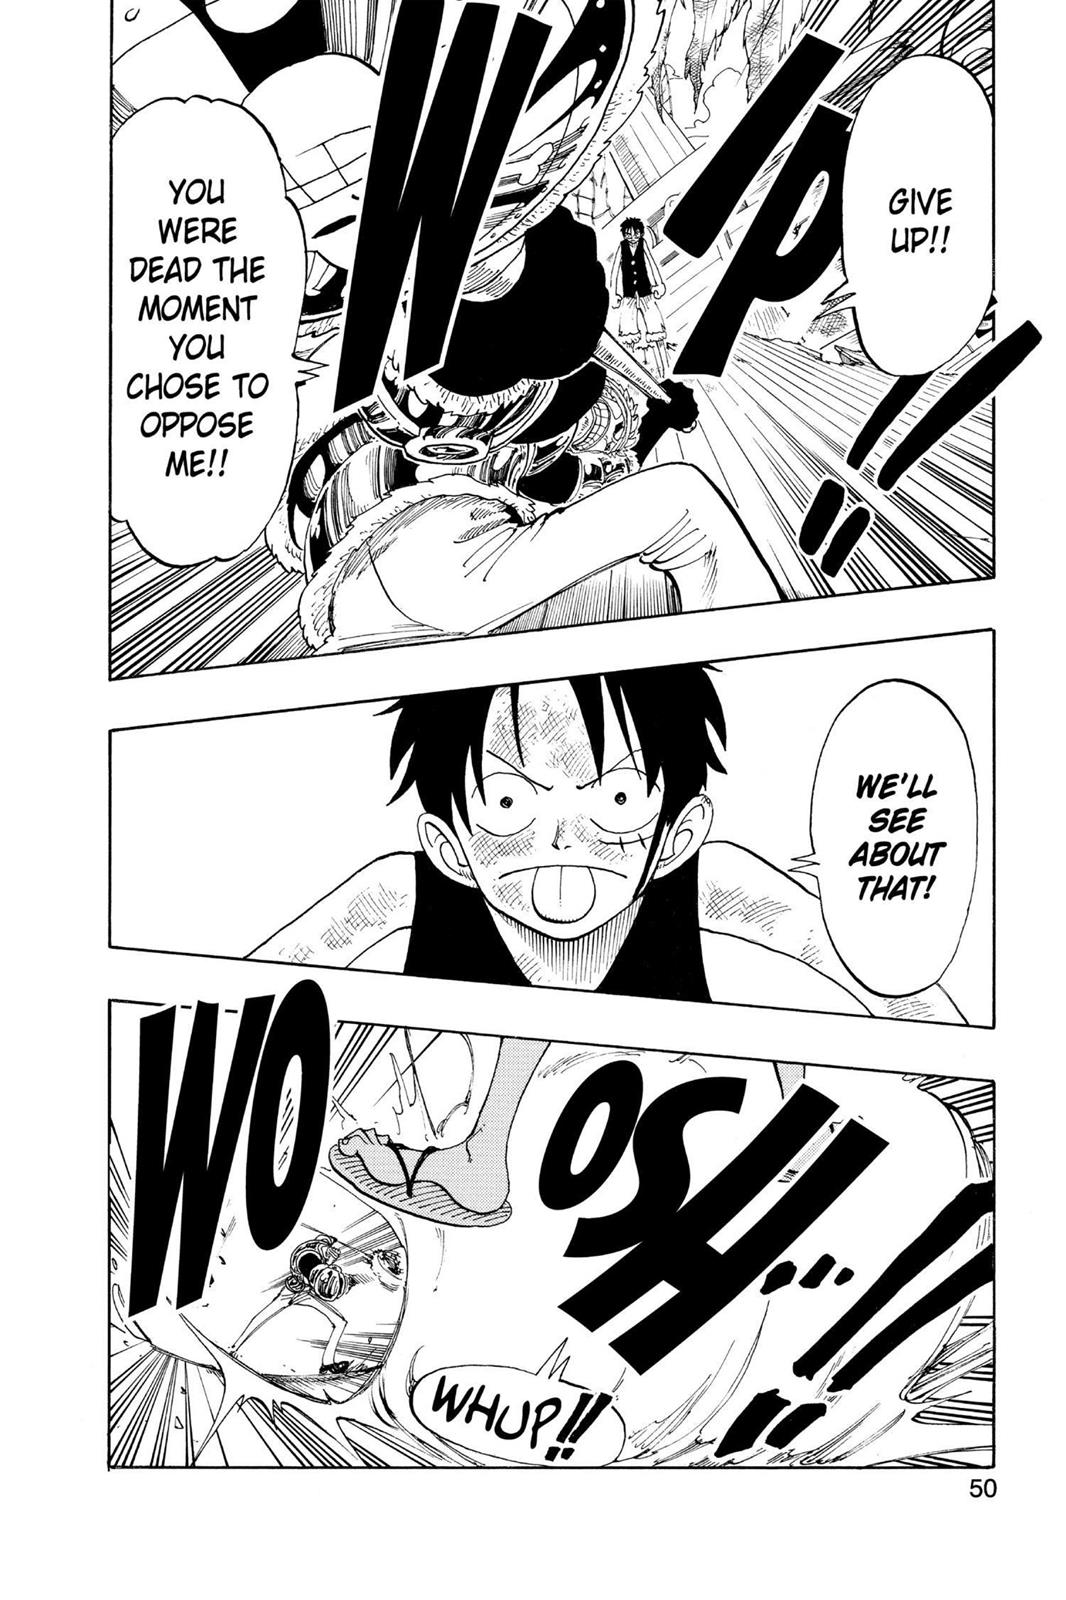 GIVE
UP!!
WIP!!
YOU
WERE
DEAD THE
MOMENT
YOU
CHOSE TO
OPPOSE
ME!!
WE'LL
SEE
ABOUT
THAT!
WOOSH...!!
WHUP!!
50